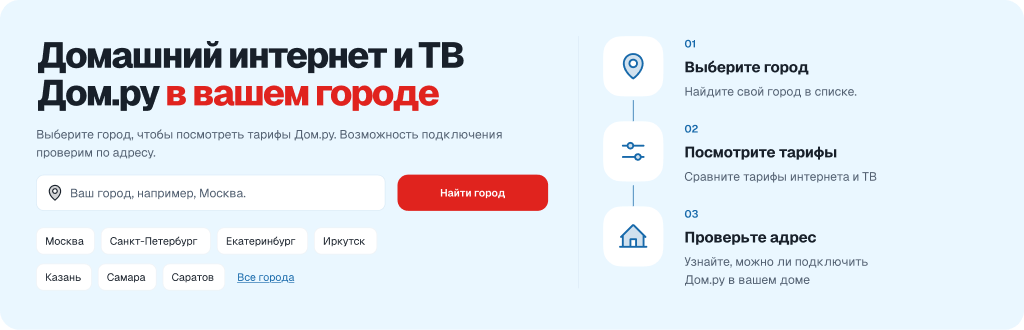 Домашний интернет и ТВ
Дом.ру в вашем городе
Выберите город, чтобы посмотреть тарифы Дом.ру. Возможность подключения
проверим по адресу.
Ваш город, например, Москва.
Найти город
Москва
Санкт-Петербург
Екатеринбург
Иркутск
Казань
Самара
Саратов
Все города
01
Выберите город
Найдите свой город в списке.
02
Посмотрите тарифы
Сравните тарифы интернета и ТВ
03
Проверьте адрес
Узнайте, можно ли подключить
Дом.ру в вашем доме